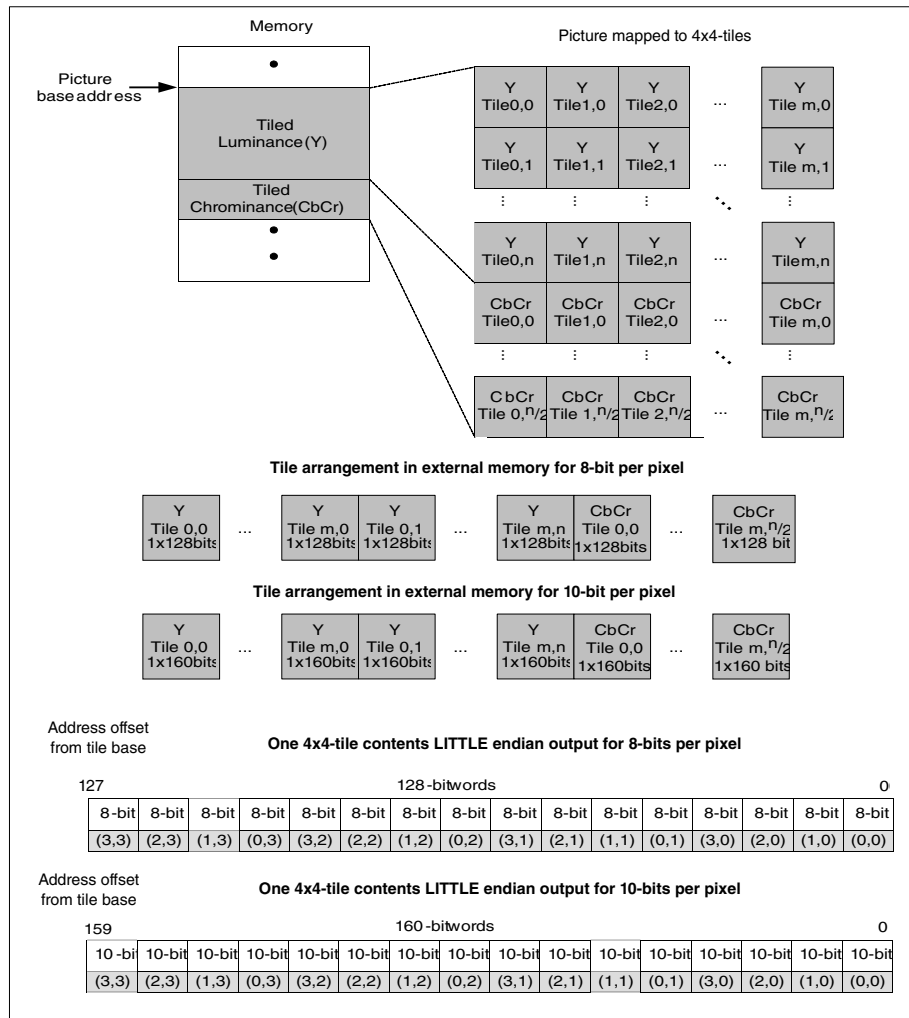 Memory
Picture mapped to 4x4-tiles
Picture
base address
Tiled
Luminance (Y)
Tiled
Chrominance(CbCr)
Y Y Y Y
Tile0,0 Tile1,0 Tile2,0 ... Tile m,0
Y Y Y Y
Tile0,1 Tile1,1 Tile2,1 ... Tile m,1
Y Y Y Y
Tile0,n Tile1,n Tile2,n ... Tilem,n
CbCr CbCr CbCr CbCr
Tile0,0 Tile1,0 Tile2,0 ... Tile m,0
CbCr CbCr CbCr CbCr
Tile 0,n/2 Tile 1,n/2 Tile 2,n/2 ... Tile m,n/2
Tile arrangement in external memory for 8-bit per pixel
Y Y Y Y CbCr CbCr
Tile 0,0 ... Tile m,0 Tile 0,1 ... Tile m,n Tile 0,0 ... Tile m,n/2
1x128bits 1x128bits 1x128bits 1x128bits 1x128bits 1x128 bit
Tile arrangement in external memory for 10-bit per pixel
Y Y Y Y CbCr CbCr
Tile 0,0 ... Tile m,0 Tile 0,1 ... Tile m,n Tile 0,0 ... Tile m,n/2
1x160bits 1x160bits 1x160bits 1x160bits 1x160bits 1x160 bits
Address offset
from tile base
One 4x4-tile contents LITTLE endian output for 8-bits per pixel
127 128-bitwords 0
8-bit 8-bit 8-bit 8-bit 8-bit 8-bit 8-bit 8-bit 8-bit 8-bit 8-bit 8-bit 8-bit 8-bit 8-bit 8-bit
(3,3) (2,3) (1,3) (0,3) (3,2) (2,2) (1,2) (0,2) (3,1) (2,1) (1,1) (0,1) (3,0) (2,0) (1,0) (0,0)
Address offset
from tile base
One 4x4-tile contents LITTLE endian output for 10-bits per pixel
159 160-bitwords 0
10-bit 10-bit 10-bit 10-bit 10-bit 10-bit 10-bit 10-bit 10-bit 10-bit 10-bit 10-bit 10-bit 10-bit 10-bit 10-bit
(3,3) (2,3) (1,3) (0,3) (3,2) (2,2) (1,2) (0,2) (3,1) (2,1) (1,1) (0,1) (3,0) (2,0) (1,0) (0,0)